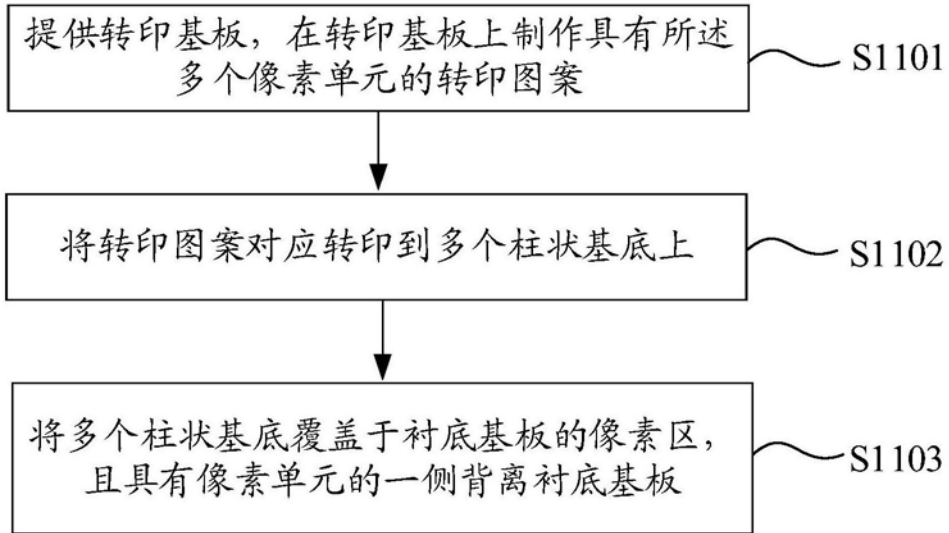 提供转印基板，在转印基板上制作具有所述
多个像素单元的转印图案
S1101
将转印图案对应转印到多个柱状基底上
S1102
将多个柱状基底覆盖于衬底基板的像素区，
且具有像素单元的一侧背离衬底基板
S1103